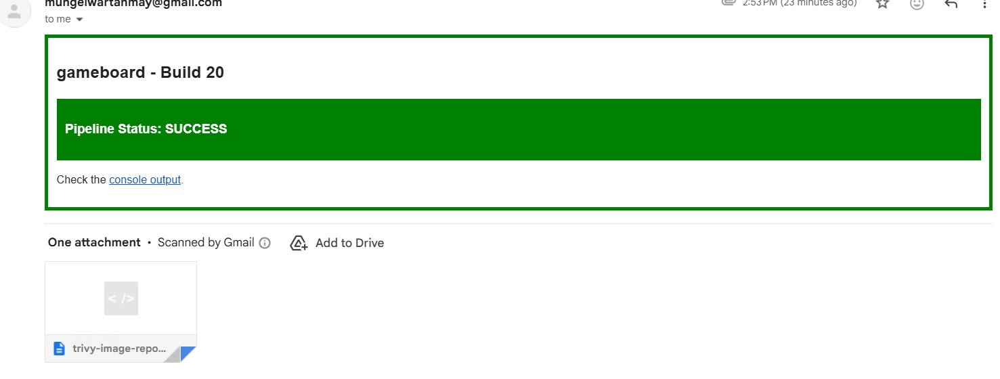 mungelwartanmay@gmail.com
2:53 PM (23 minutes ago)
to me
gameboard - Build 20
Pipeline Status: SUCCESS
Check the console output.
One attachment • Scanned by Gmail
Add to Drive
< />
trivy-image-repo...